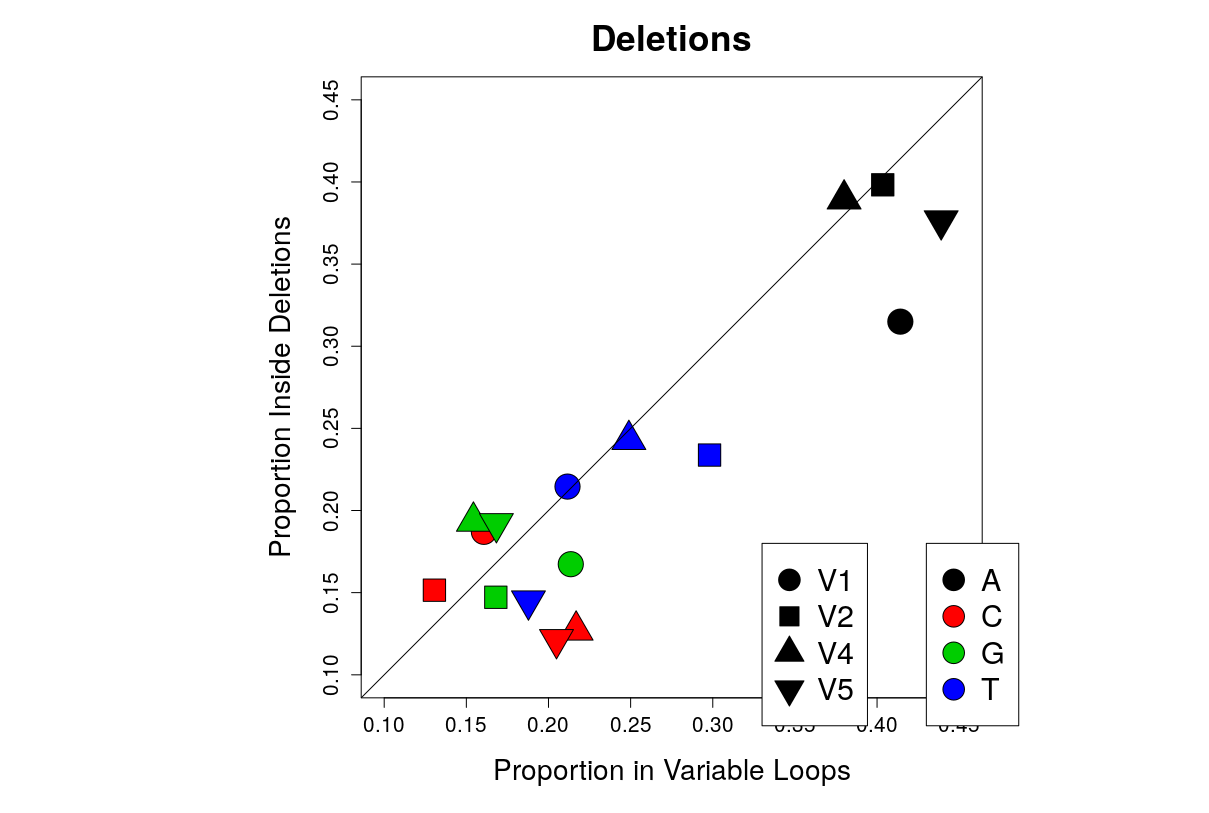 Deletions
Proportion Inside Deletions
0.45
0.40
0.35
0.30
0.25
0.20
0.15
0.10
0.10 0.15 0.20 0.25 0.30 0.35 0.40 0.45
Proportion in Variable Loops
V1
V2
V4
V5
A
C
G
T